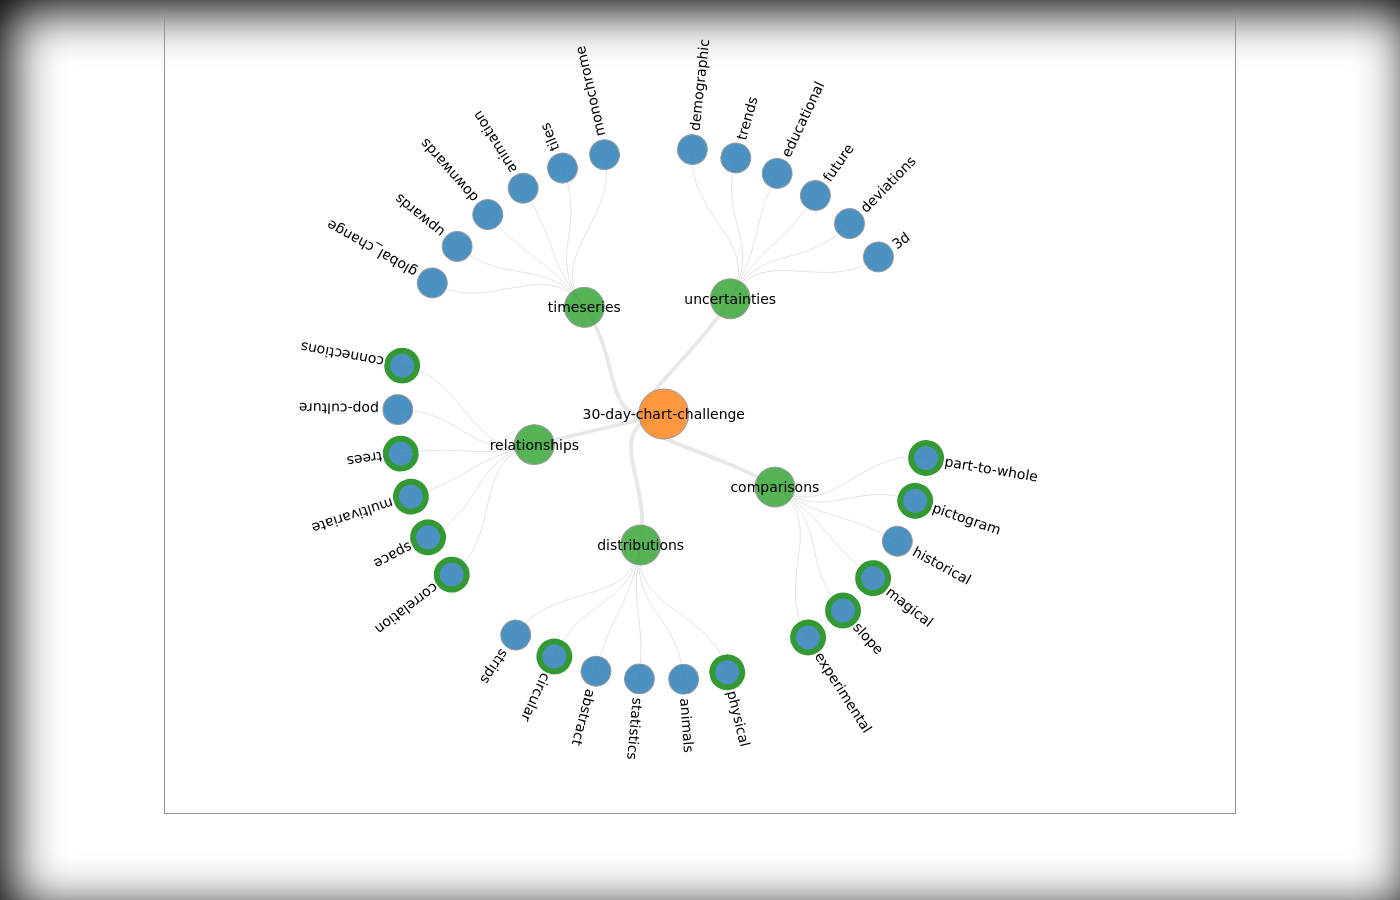 monochrome
tiles
animation
downwards
upwards
global_change
timeseries
demographic
trends
educational
future
deviations
3d
uncertainties
connections
pop-culture
trees
multivariate
space
correlation
relationships
30-day-chart-challenge
comparisons
part-to-whole
pictogram
historical
magical
slope
experimental
distributions
strips
circular
abstract
statistics
animals
physical